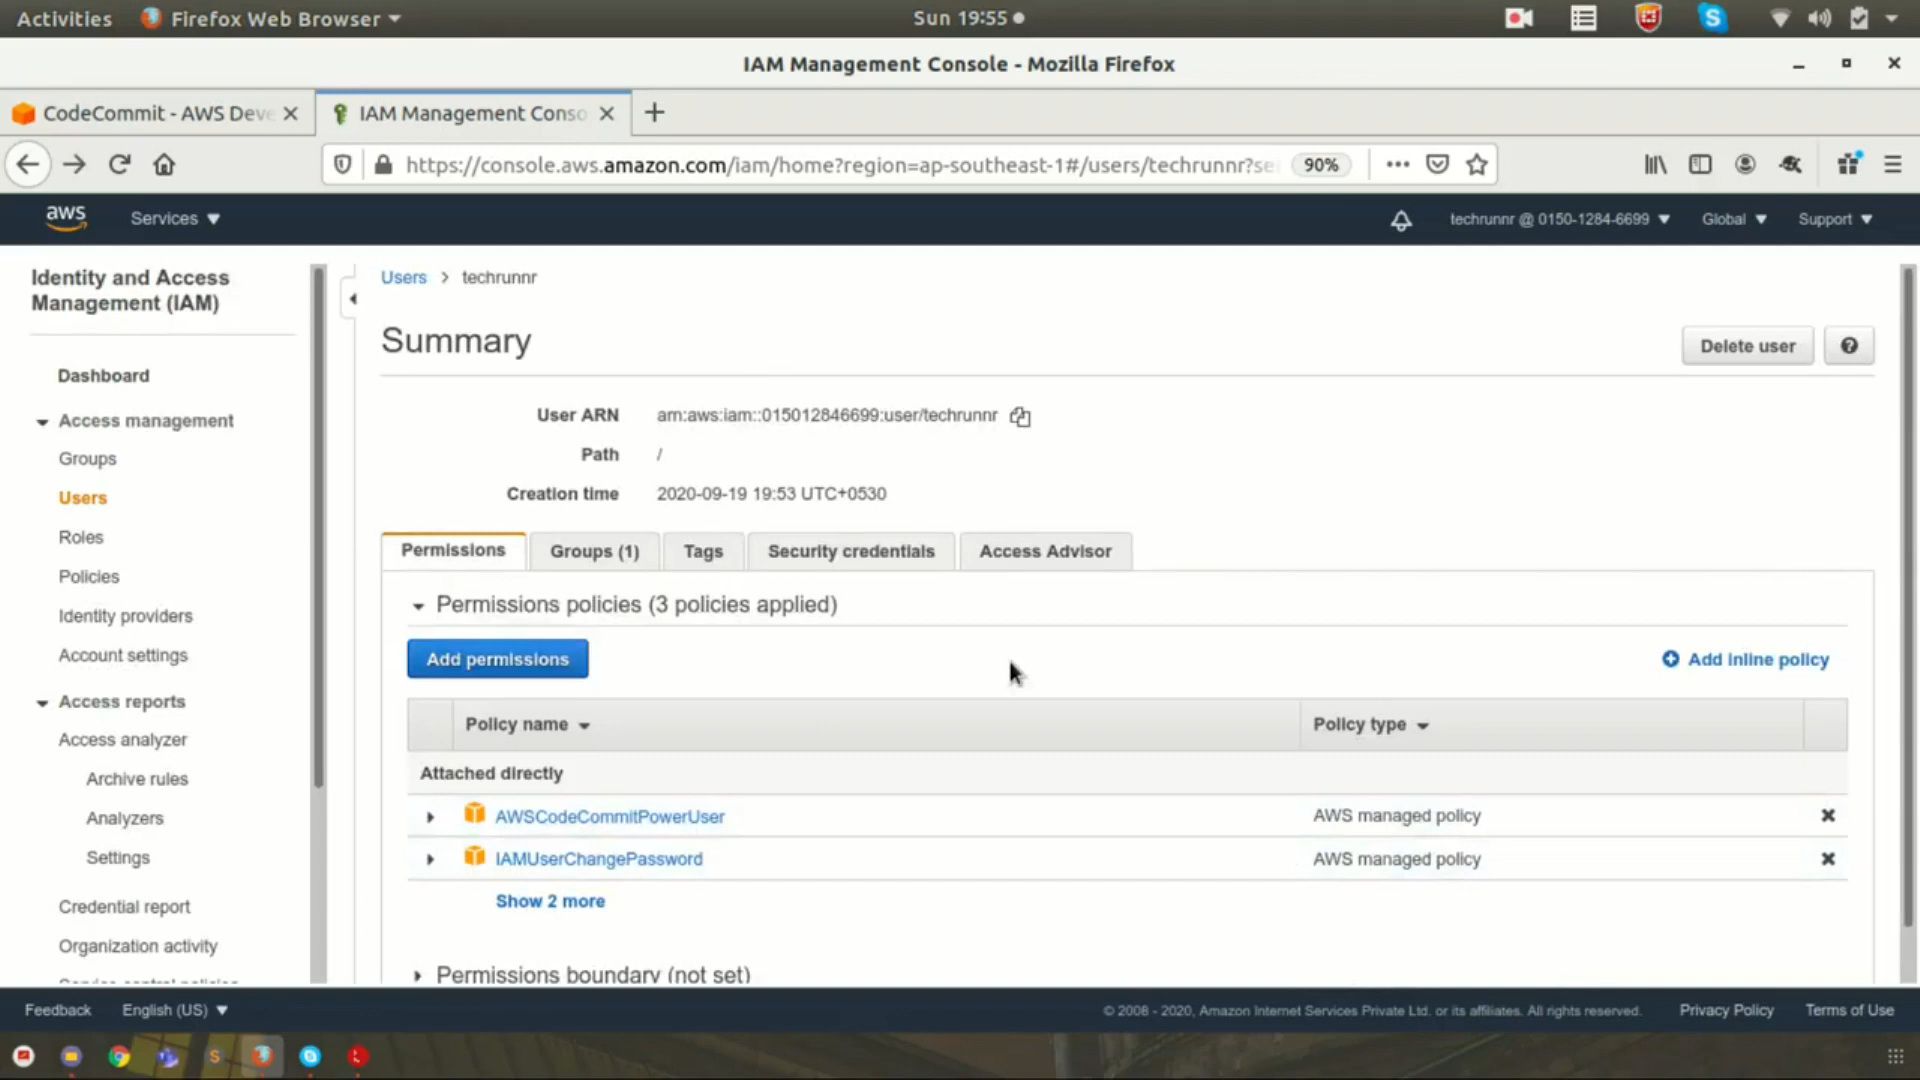 Activities Firefox Web Browser Sun 19:55
IAM Management Console - Mozilla Firefox
CodeCommit - AWS Deve IAM Management Conso
https://console.aws.amazon.com/iam/home?region=ap-southeast-1#/users/techrunnr?se 90%
aws Services techrunnr @ 0150-1284-6699 Global Support
Identity and Access
Management (IAM)
Dashboard
Access management
Groups
Users
Roles
Policies
Identity providers
Account settings
Access reports
Access analyzer
Archive rules
Analyzers
Settings
Credential report
Organization activity
Service control policies
Users > techrunnr
Summary
Delete user
User ARN arn:aws:iam::015012846699:user/techrunnr
Path /
Creation time 2020-09-19 19:53 UTC+0530
Permissions Groups (1) Tags Security credentials Access Advisor
Permissions policies (3 policies applied)
Add permissions Add inline policy
Policy name Policy type
Attached directly
AWSCodeCommitPowerUser AWS managed policy
IAMUserChangePassword AWS managed policy
Show 2 more
Permissions boundary (not set)
Feedback English (US) © 2008 - 2020, Amazon Internet Services Private Ltd. or its affiliates. All rights reserved. Privacy Policy Terms of Use